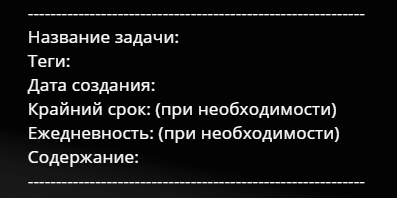 ------------------------------------------------------------
Название задачи:
Теги:
Дата создания:
Крайний срок: (при необходимости)
Ежедневность: (при необходимости)
Содержание:
------------------------------------------------------------